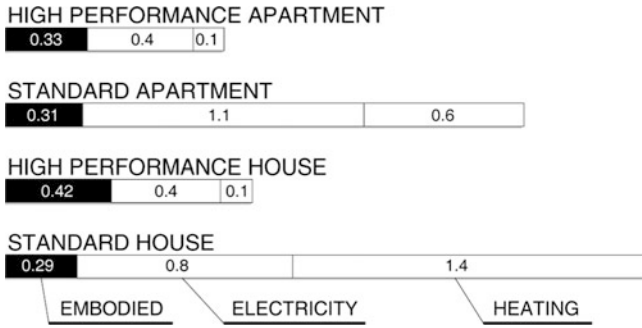 HIGH PERFORMANCE APARTMENT
0.33 0.4 0.1
STANDARD APARTMENT
0.31 1.1 0.6
HIGH PERFORMANCE HOUSE
0.42 0.4 0.1
STANDARD HOUSE
0.29 0.8 1.4
EMBODIED ELECTRICITY HEATING